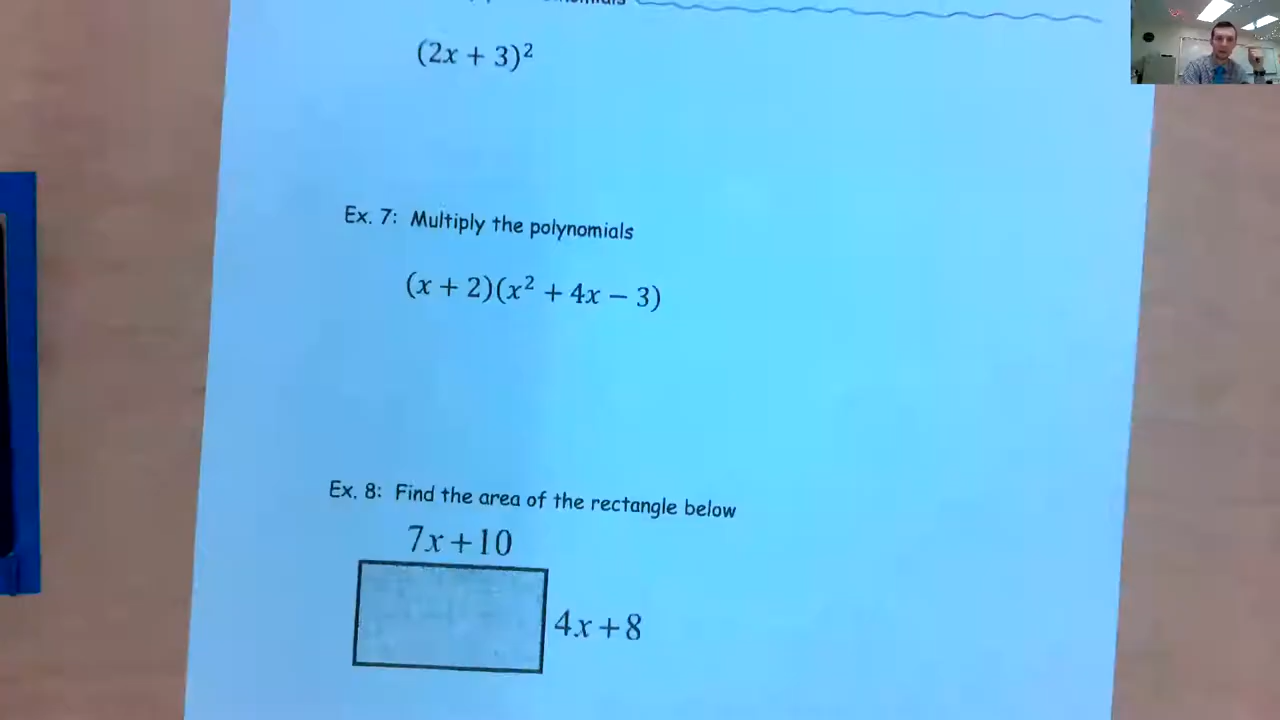 (2x + 3)²
Ex. 7: Multiply the polynomials
(x + 2)(x² + 4x − 3)
Ex. 8: Find the area of the rectangle below
7x+10
4x+8